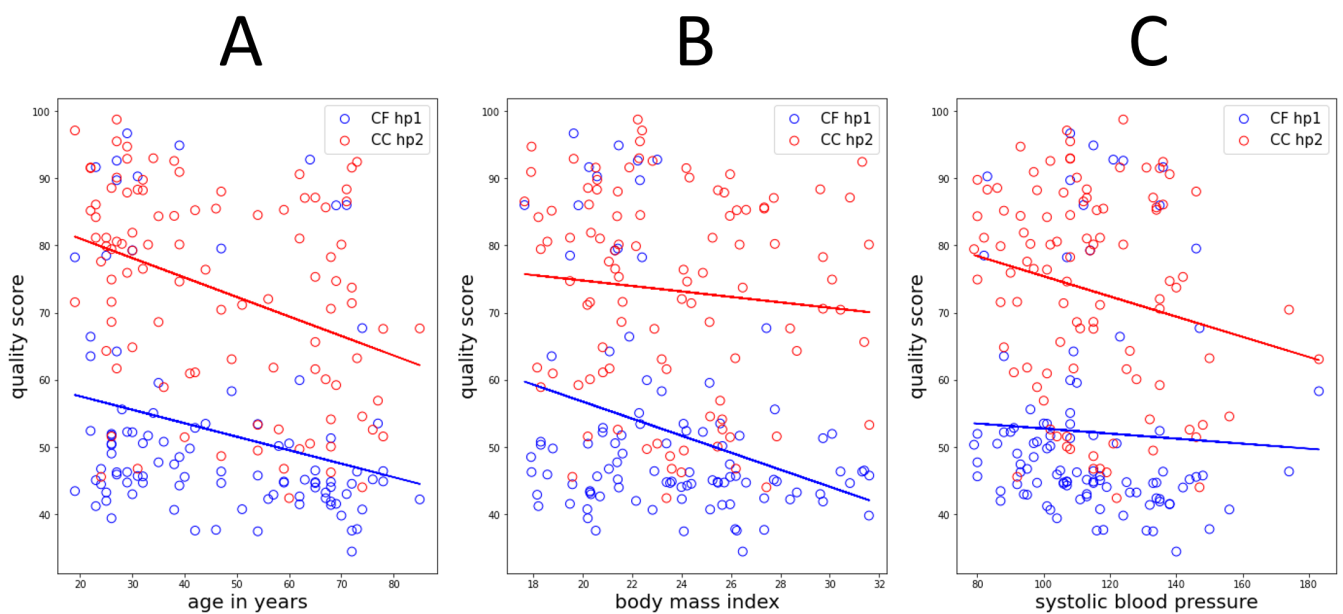 A
B
C
100
90
80
70
60
50
40
quality score
20
30
40
50
60
70
80
age in years
CF hp1
CC hp2
100
90
80
70
60
50
40
quality score
18
20
22
24
26
28
30
32
body mass index
CF hp1
CC hp2
100
90
80
70
60
50
40
quality score
80
100
120
140
160
180
systolic blood pressure
CF hp1
CC hp2